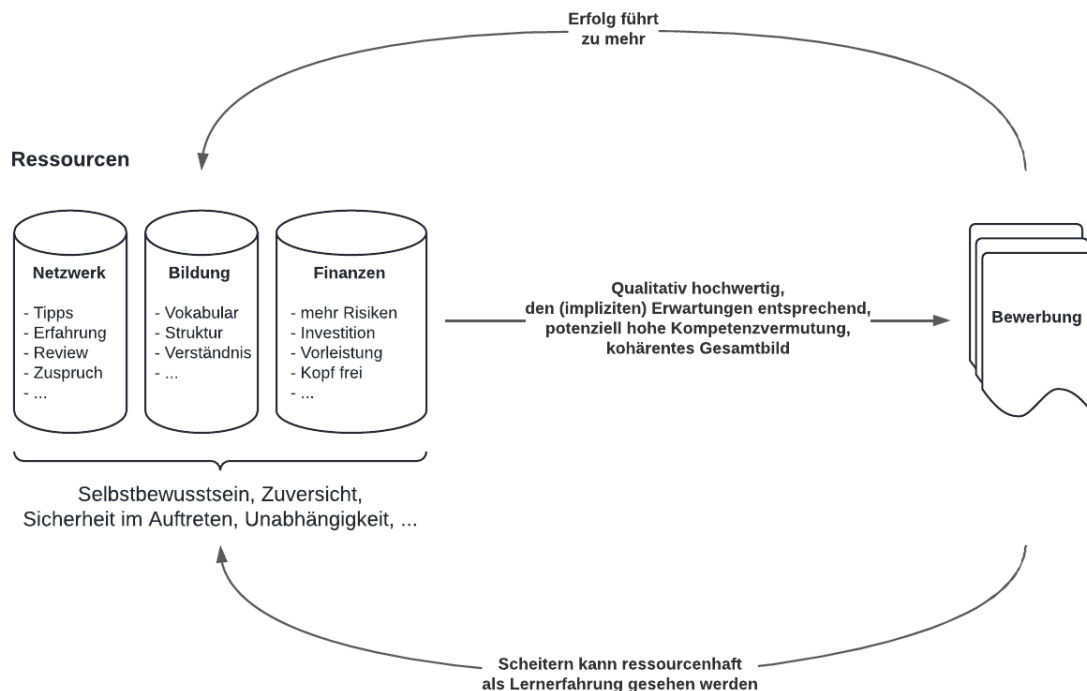 Erfolg führt
zu mehr
Ressourcen
Netzwerk
- Tipps
- Erfahrung
- Review
- Zuspruch
- ...
Bildung
- Vokabular
- Struktur
- Verständnis
- ...
Finanzen
- mehr Risiken
- Investition
- Vorleistung
- Kopf frei
- ...
Qualitativ hochwertig,
den (impliziten) Erwartungen entsprechend,
potenziell hohe Kompetenzvermutung,
kohärentes Gesamtbild
Bewerbung
Selbstbewusstsein, Zuversicht,
Sicherheit im Auftreten, Unabhängigkeit, ...
Scheitern kann ressourcenhaft
als Lernerfahrung gesehen werden